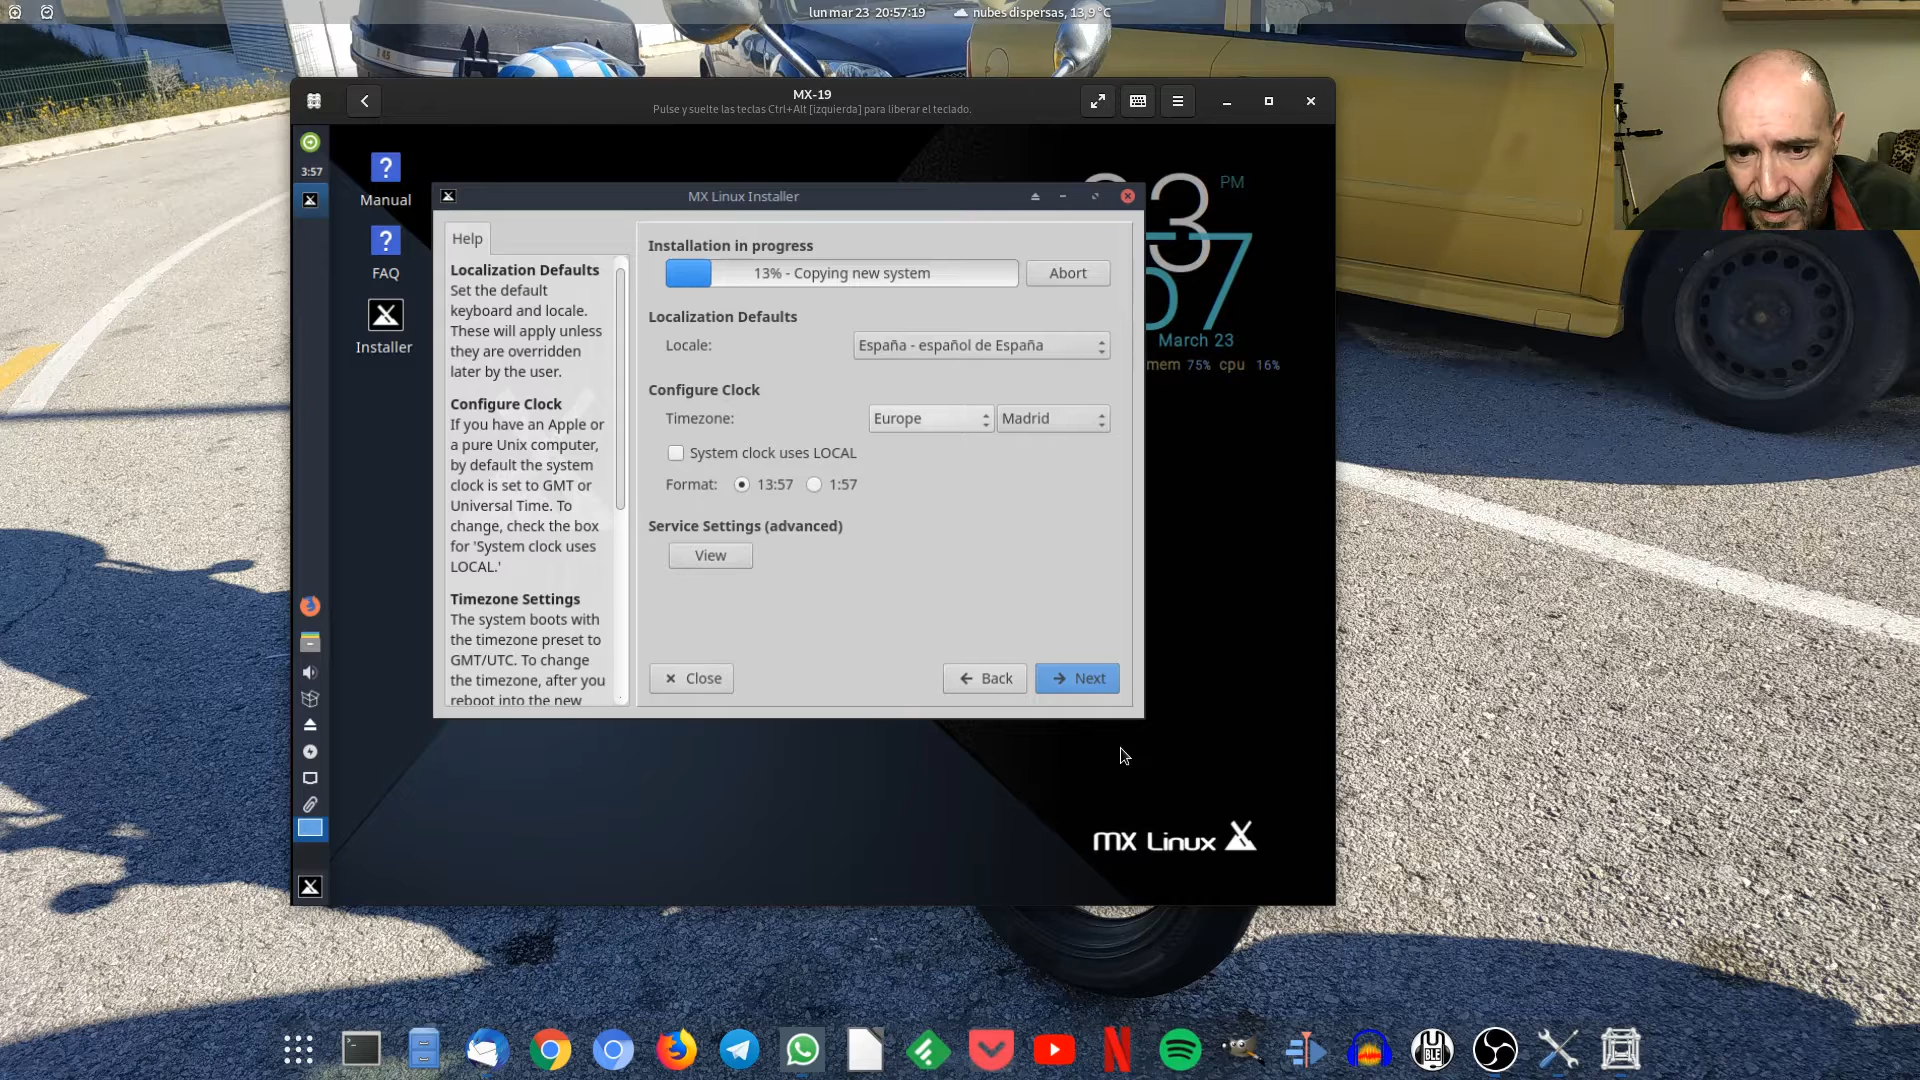 lun mar 23 20:57:19 nubes dispersas, 13,9°C
MX-19
Pulse y suelte las teclas Ctrl+Alt [izquierda] para liberar el teclado.
3:57
Manual
FAQ
Installer
MX Linux Installer
Help
Localization Defaults
Set the default
keyboard and locale.
These will apply unless
they are overridden
later by the user.
Configure Clock
If you have an Apple or
a pure Unix computer,
by default the system
clock is set to GMT or
Universal Time. To
change, check the box
for 'System clock uses
LOCAL.'
Timezone Settings
The system boots with
the timezone preset to
GMT/UTC. To change
the timezone, after you
reboot into the new
Installation in progress
13% - Copying new system
Abort
Localization Defaults
Locale: España - español de España
Configure Clock
Timezone: Europe Madrid
System clock uses LOCAL
Format: 13:57 1:57
Service Settings (advanced)
View
Close
Back
Next
PM
March 23
mem 75% cpu 16%
MX Linux